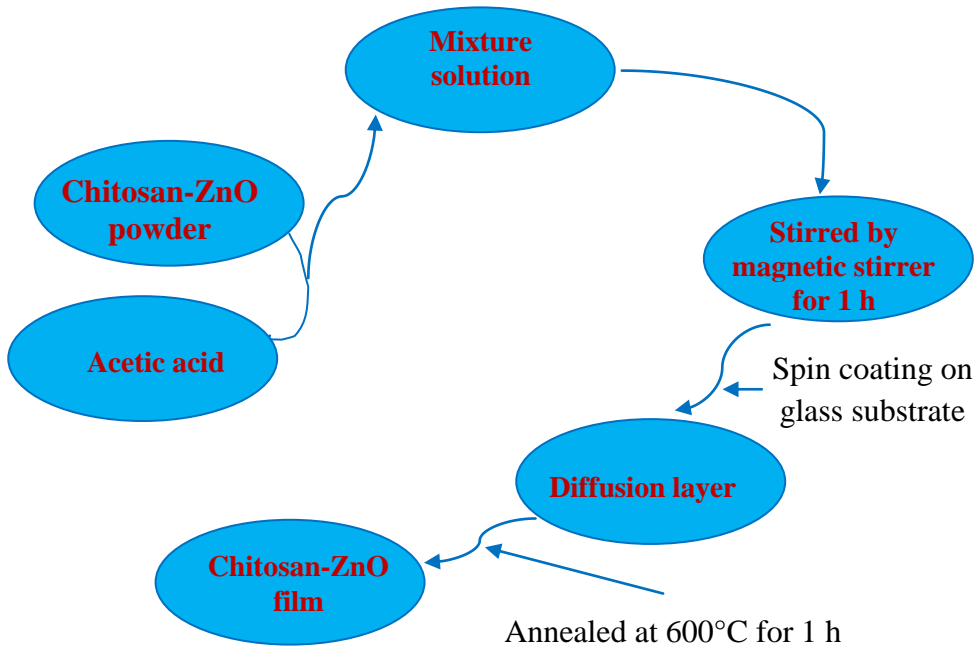 Mixture
solution
Chitosan-ZnO
powder
Acetic acid
Stirred by
magnetic stirrer
for 1 h
Spin coating on
glass substrate
Diffusion layer
Chitosan-ZnO
film
Annealed at 600°C for 1 h